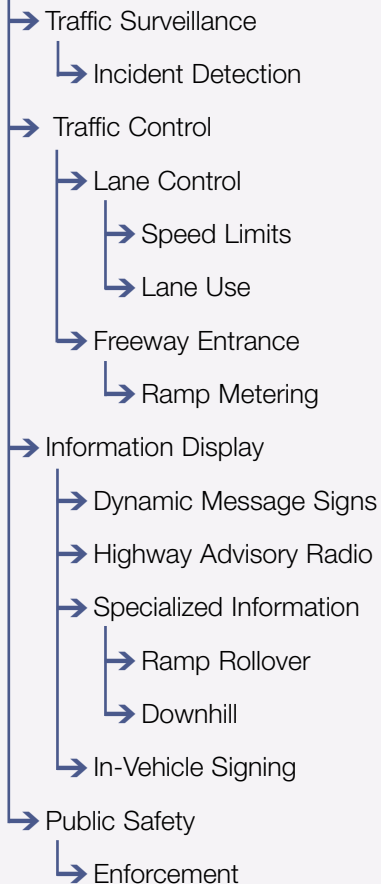 Traffic Surveillance
Incident Detection
Traffic Control
Lane Control
Speed Limits
Lane Use
Freeway Entrance
Ramp Metering
Information Display
Dynamic Message Signs
Highway Advisory Radio
Specialized Information
Ramp Rollover
Downhill
In-Vehicle Signing
Public Safety
Enforcement